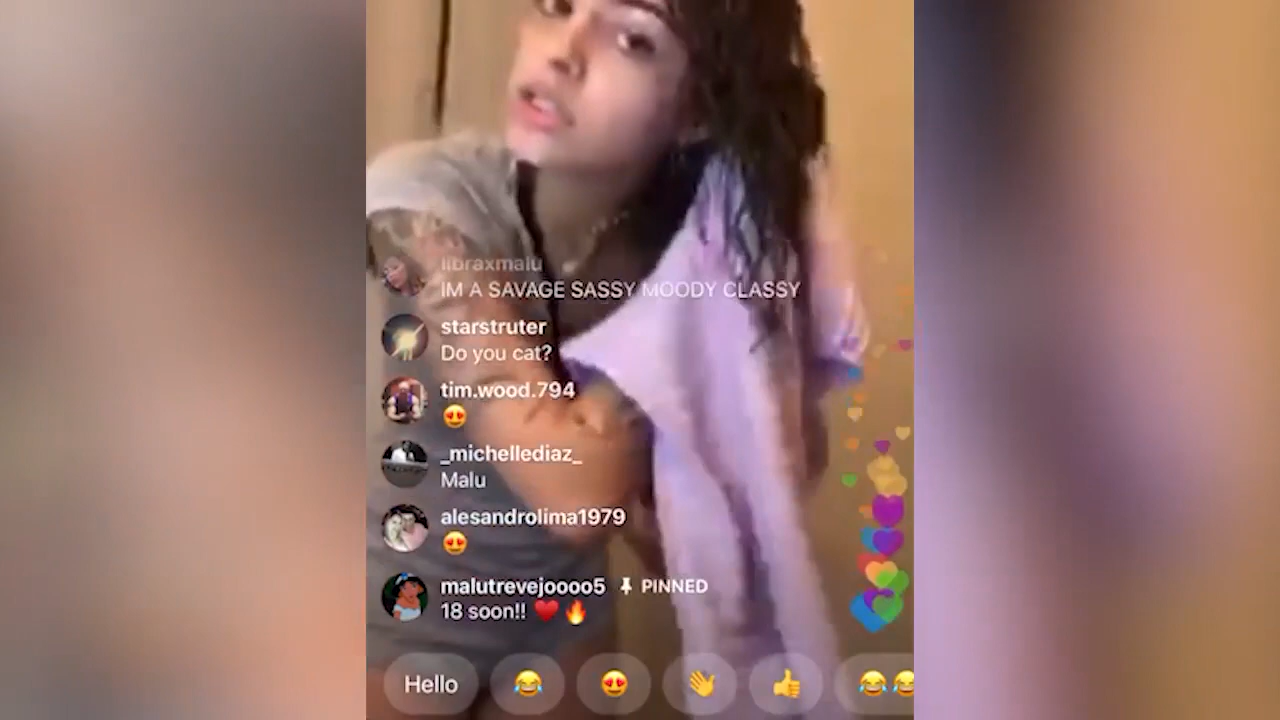 libraxmalu
IM A SAVAGE SASSY MOODY CLASSY
starstruter
Do you cat?
tim.wood.794
😍
_michellediaz_
Malu
alesandrolima1979
😍
malutrevejoooo5 PINNED
18 soon!! ❤️🔥
Hello 😂 😍 👋 👍 😂😂